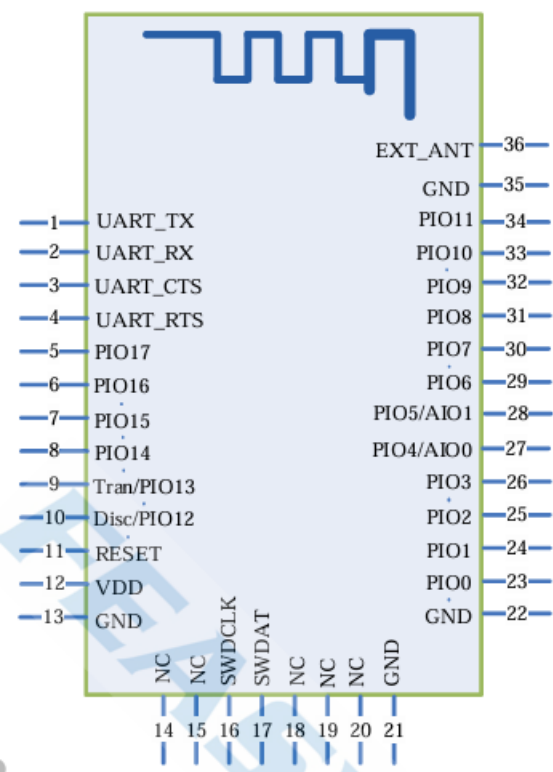 EXT_ANT 36
GND 35
1 UART_TX PIO11 34
2 UART_RX PIO10 33
3 UART_CTS PIO9 32
4 UART_RTS PIO8 31
5 PIO17 PIO7 30
6 PIO16 PIO6 29
7 PIO15 PIO5/AIO1 28
8 PIO14 PIO4/AIO0 27
9 Tran/PIO13 PIO3 26
10 Disc/PIO12 PIO2 25
11 RESET PIO1 24
12 VDD PIO0 23
13 GND GND 22
NC NC SWDCLK SWDAT NC NC NC GND
14 15 16 17 18 19 20 21